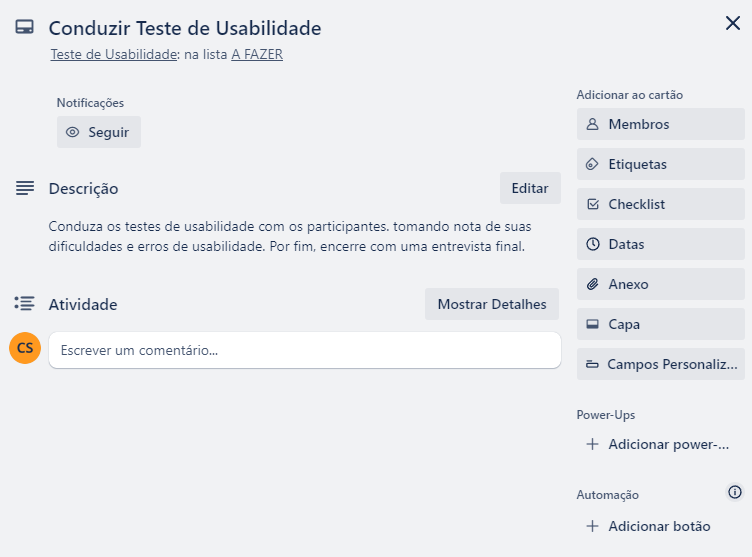 Conduzir Teste de Usabilidade
Teste de Usabilidade: na lista A FAZER
Notificações
Seguir
Descrição
Editar
Conduza os testes de usabilidade com os participantes. tomando nota de suas
dificuldades e erros de usabilidade. Por fim, encerre com uma entrevista final.
Atividade
Mostrar Detalhes
CS
Escrever um comentário...
Adicionar ao cartão
Membros
Etiquetas
Checklist
Datas
Anexo
Capa
Campos Personaliz...
Power-Ups
Adicionar power-...
Automação
Adicionar botão